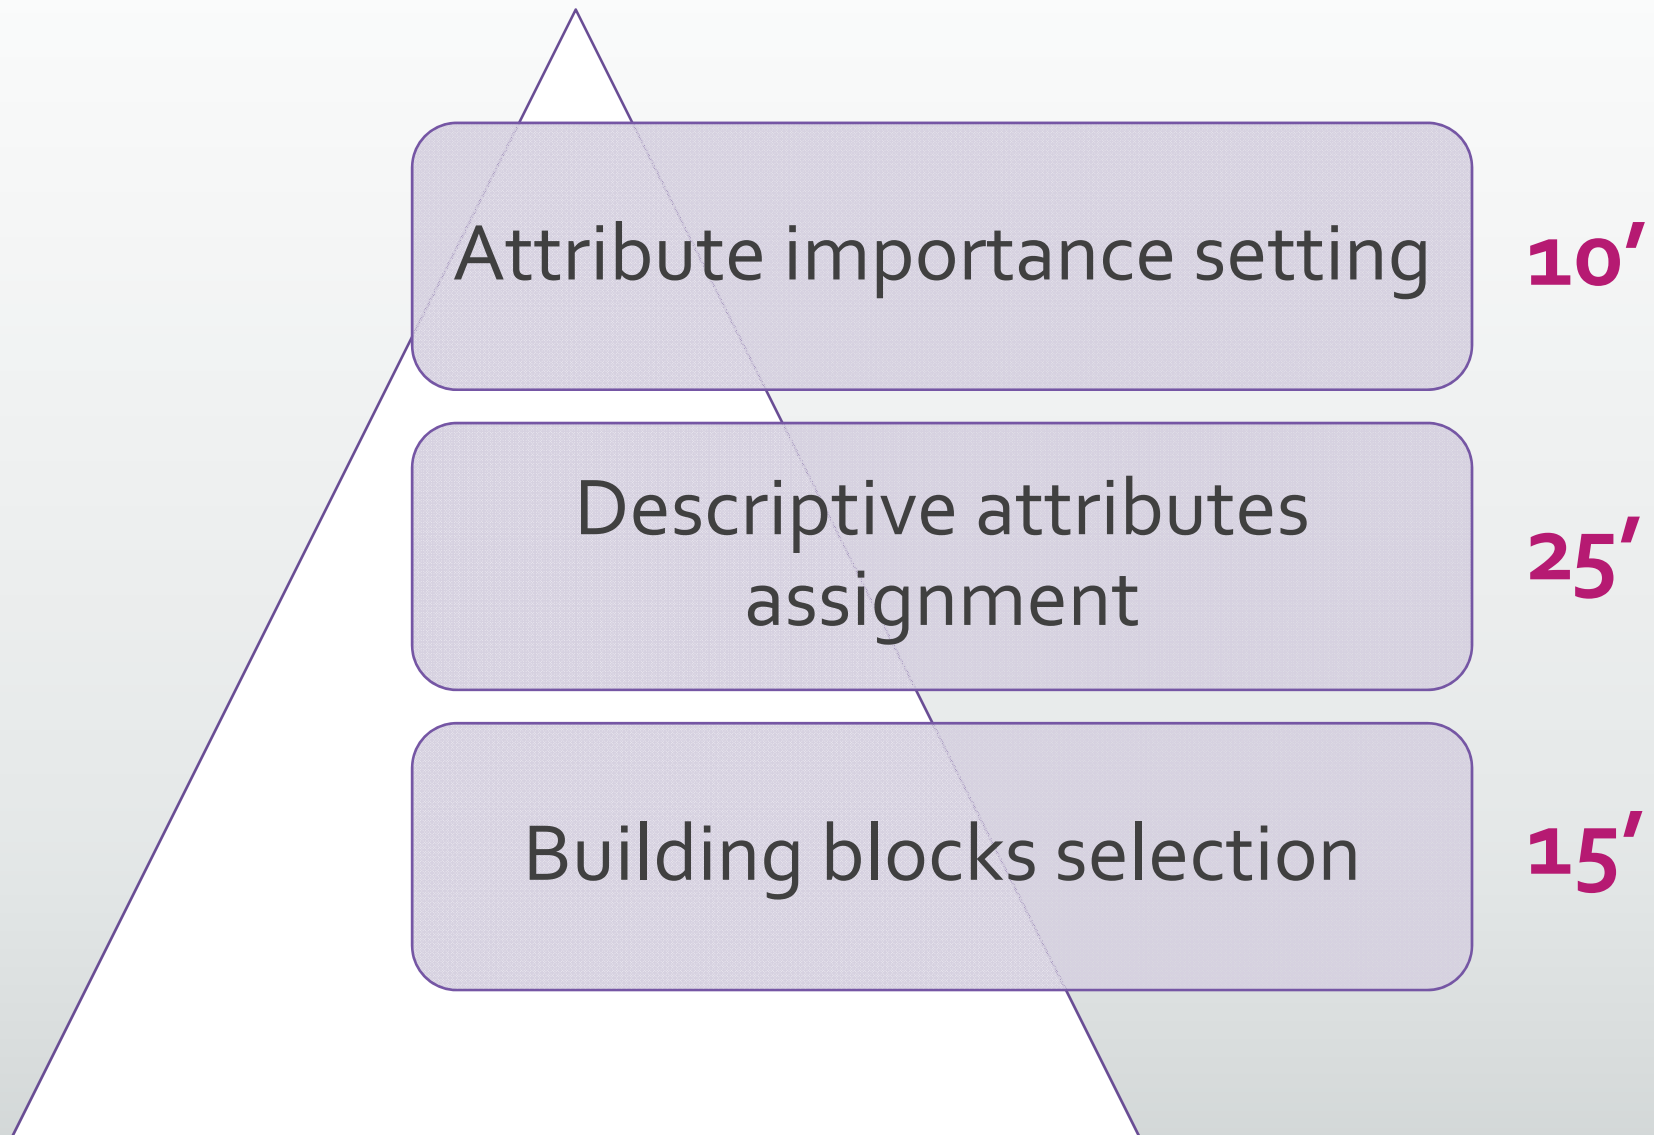 Attribute importance setting 10'
Descriptive attributes
assignment
25'
Building blocks selection 15'